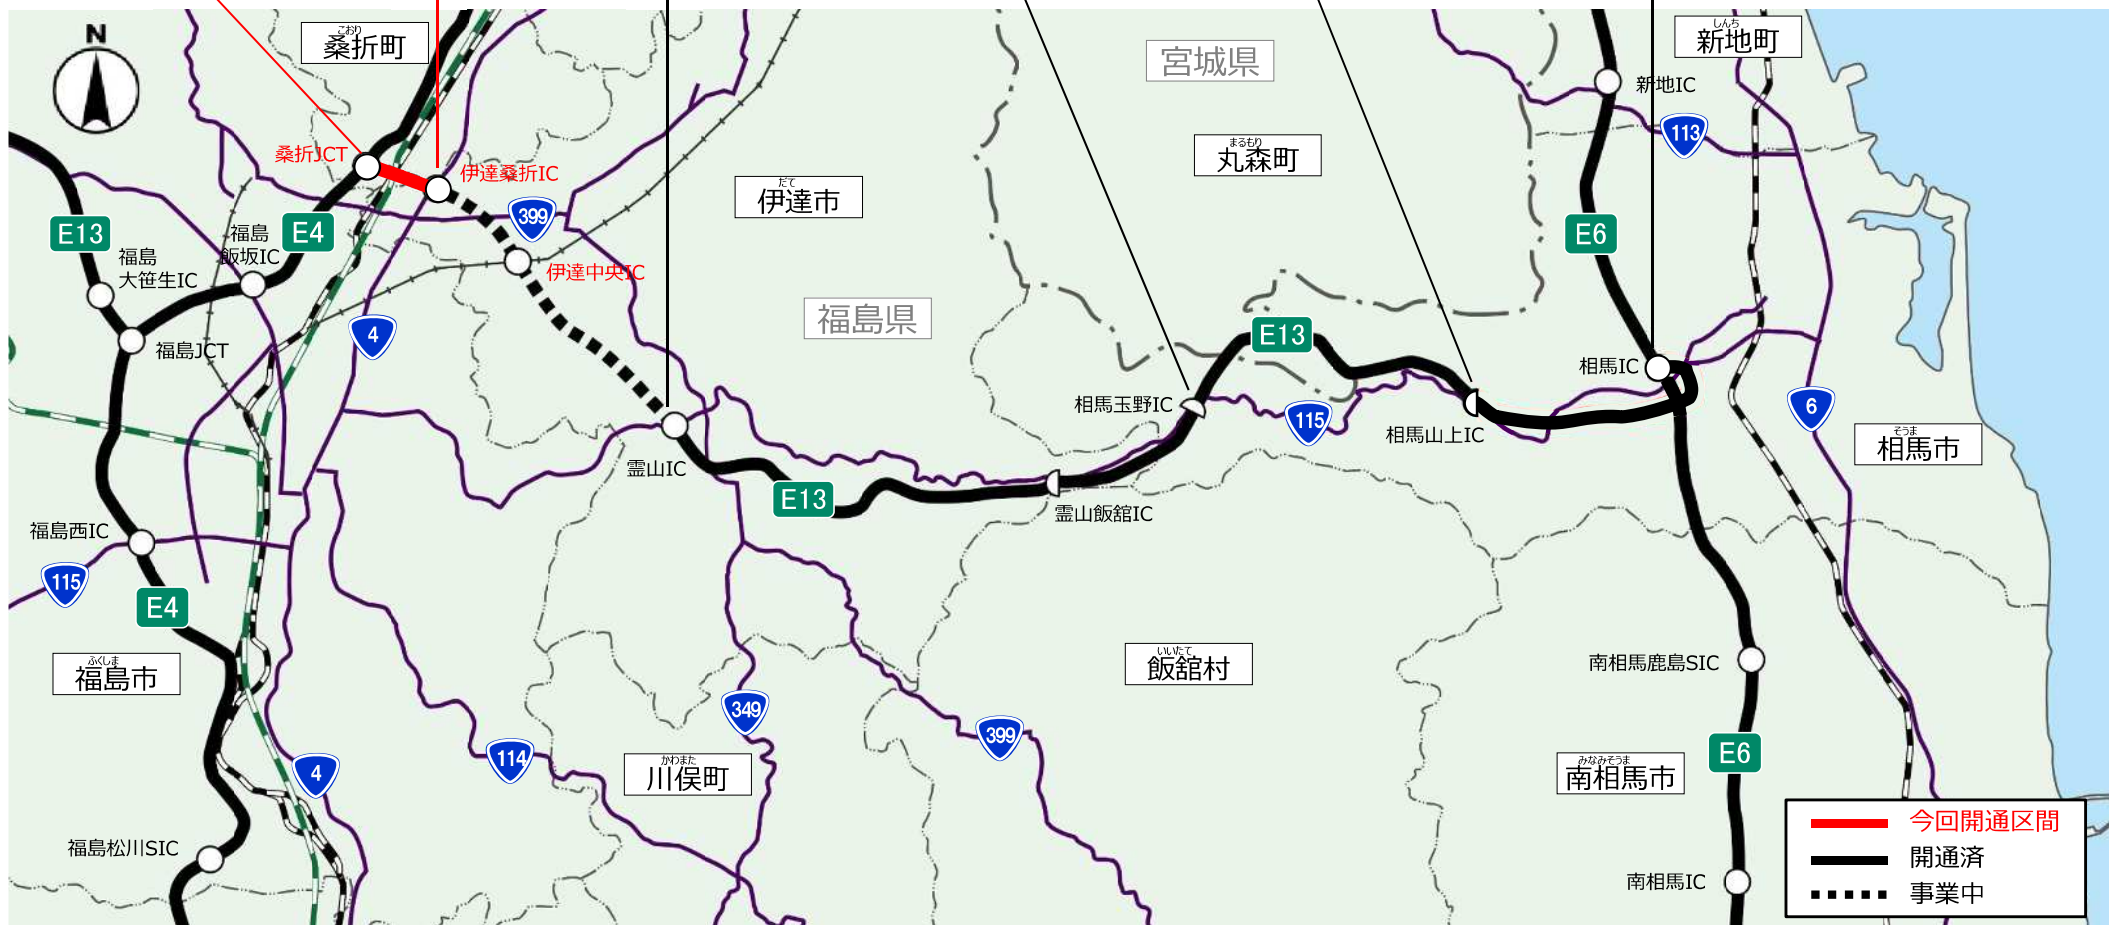 N
こおり
桑折町
宮城県
しんち
新地町
新地IC
113
まるもり
丸森町
桑折JCT
伊達桑折IC
だて
伊達市
399
E13
E4
E6
福島
飯坂IC
福島
大笹生IC
伊達中央IC
福島県
4
E13
福島JCT
相馬IC
相馬玉野IC
115
相馬山上IC
6
そうま
相馬市
霊山IC
E13
霊山飯舘IC
福島西IC
115
E4
ふくしま
福島市
いいたて
飯舘村
南相馬鹿島SIC
349
399
E6
114
4
かわまた
川俣町
みなみそうま
南相馬市
福島松川SIC
南相馬IC
今回開通区間
開通済
事業中